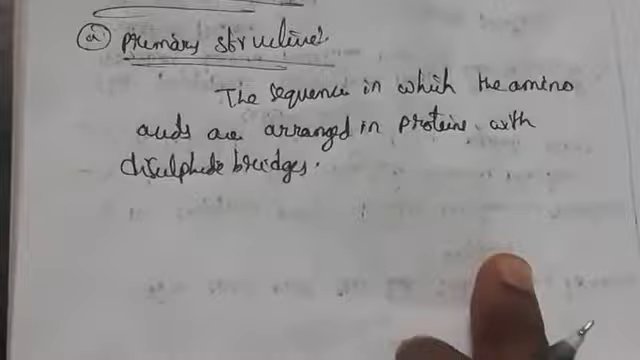 (a) Primary structure:
The sequence in which the amino
acids are arranged in proteins with
disulphide bridges.